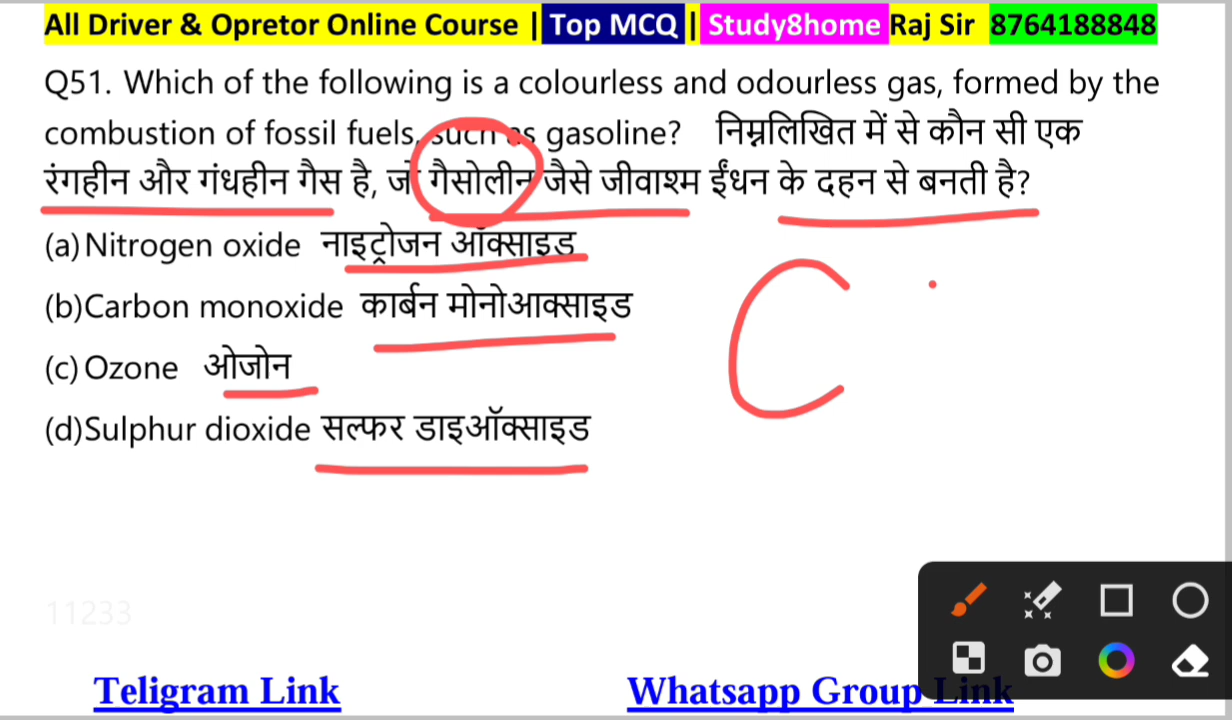 All Driver & Opretor Online Course | Top MCQ | Study8home Raj Sir 8764188848
Q51. Which of the following is a colourless and odourless gas, formed by the
combustion of fossil fuels, such as gasoline? निम्नलिखित में से कौन सी एक
रंगहीन और गंधहीन गैस है, जो गैसोलीन जैसे जीवाश्म ईंधन के दहन से बनती है?
(a) Nitrogen oxide नाइट्रोजन ऑक्साइड
(b) Carbon monoxide कार्बन मोनोआक्साइड
(c) Ozone ओजोन
(d) Sulphur dioxide सल्फर डाइऑक्साइड
C
11233
Teligram Link Whatsapp Group Link